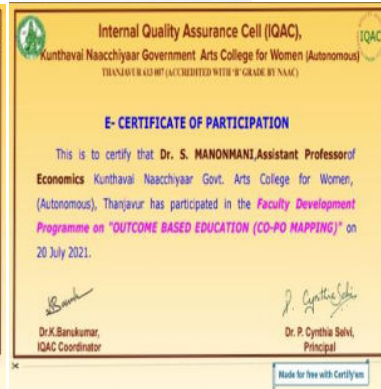 Internal Quality Assurance Cell (IQAC),
IQAC
Kunthavai Naacchiyaar Government Arts College for Women (Autonomous)
THANJAVUR 613 007 (ACCREDITED WITH 'B' GRADE BY NAAC)
E- CERTIFICATE OF PARTICIPATION
This is to certify that Dr. S. MANONMANI,Assistant Professorof
Economics Kunthavai Naacchiyaar Govt. Arts College for Women,
(Autonomous), Thanjavur has participated in the Faculty Development
Programme on "OUTCOME BASED EDUCATION (CO-PO MAPPING)" on
20 July 2021.
P. Cynthia Selvi
Dr.K.Banukumar,
IQAC Coordinator
Dr. P. Cynthia Selvi,
Principal
Made for free with Certify'em